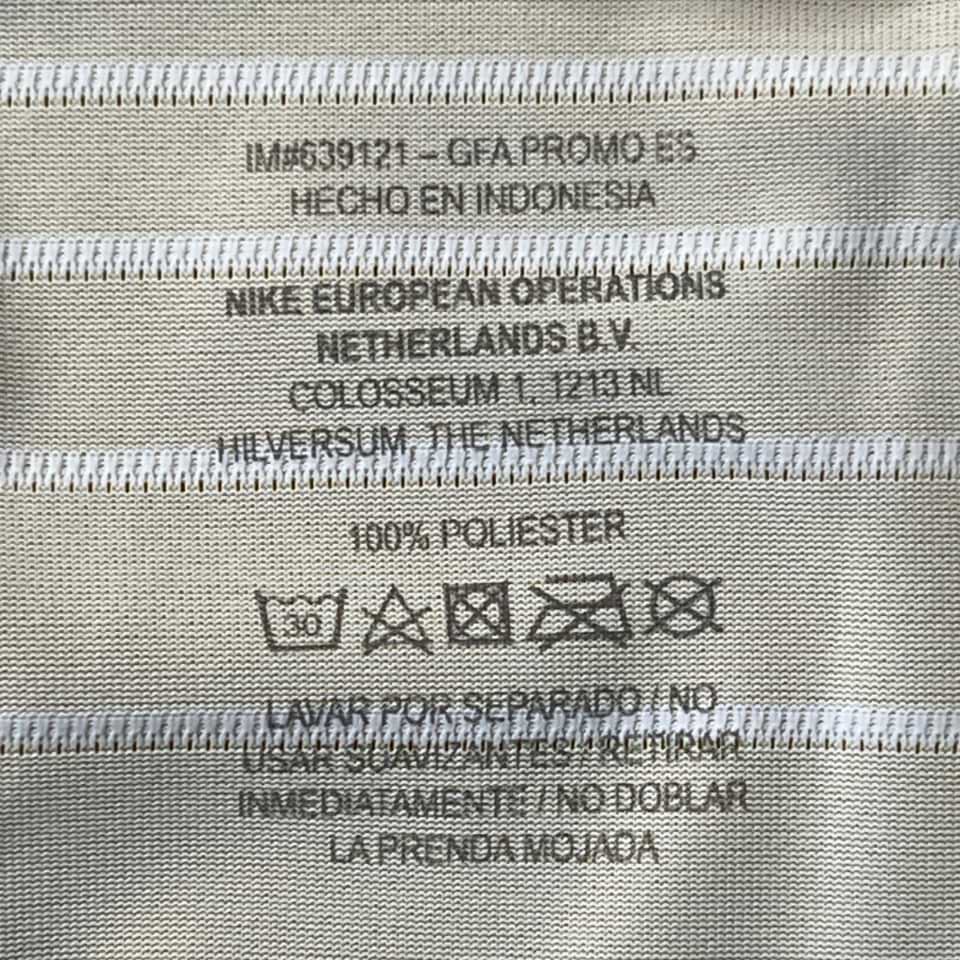 IM#639121 – GFA PROMO ES
HECHO EN INDONESIA
NIKE EUROPEAN OPERATIONS
NETHERLANDS B.V.
COLOSSEUM 1, 1213 NL
HILVERSUM, THE NETHERLANDS
100% POLIESTER
30
LAVAR POR SEPARADO / NO
USAR SUAVIZANTES / RETIRAR
INMEDIATAMENTE / NO DOBLAR
LA PRENDA MOJADA